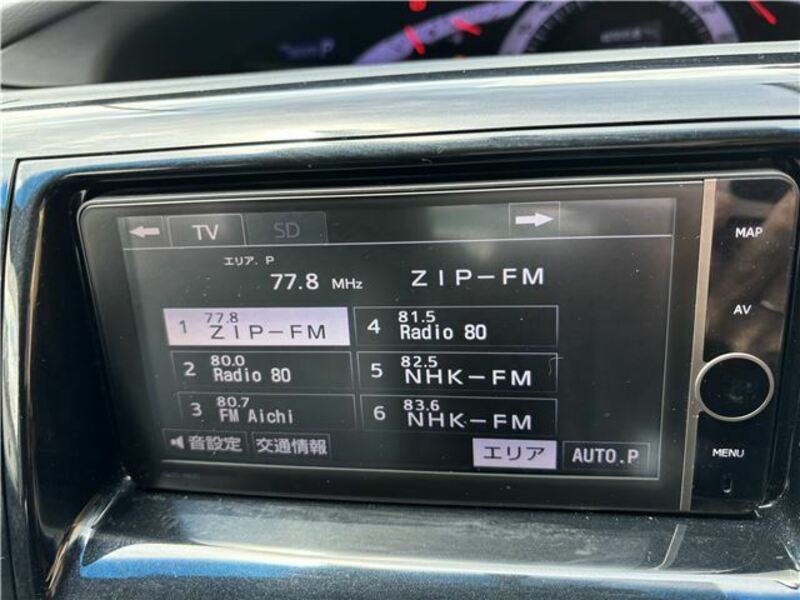 TV SD
MAP
エリア. P
77.8 MHz ZIP-FM
AV
1 77.8 ZIP-FM
4 81.5 Radio 80
2 80.0 Radio 80
5 82.5 NHK-FM
3 80.7 FM Aichi
6 83.6 NHK-FM
音設定 交通情報 エリア AUTO.P
MENU